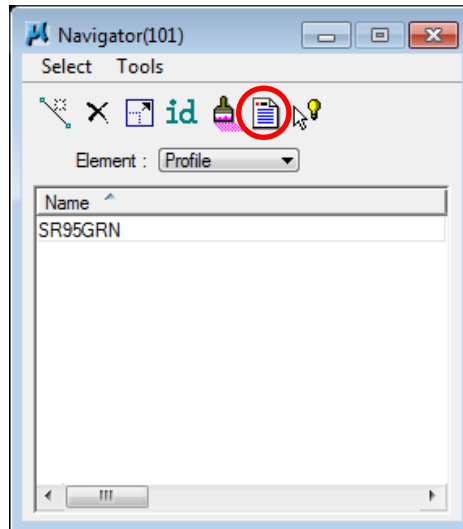 Navigator(101)
Select Tools
id
Element : Profile
Name
SR95GRN